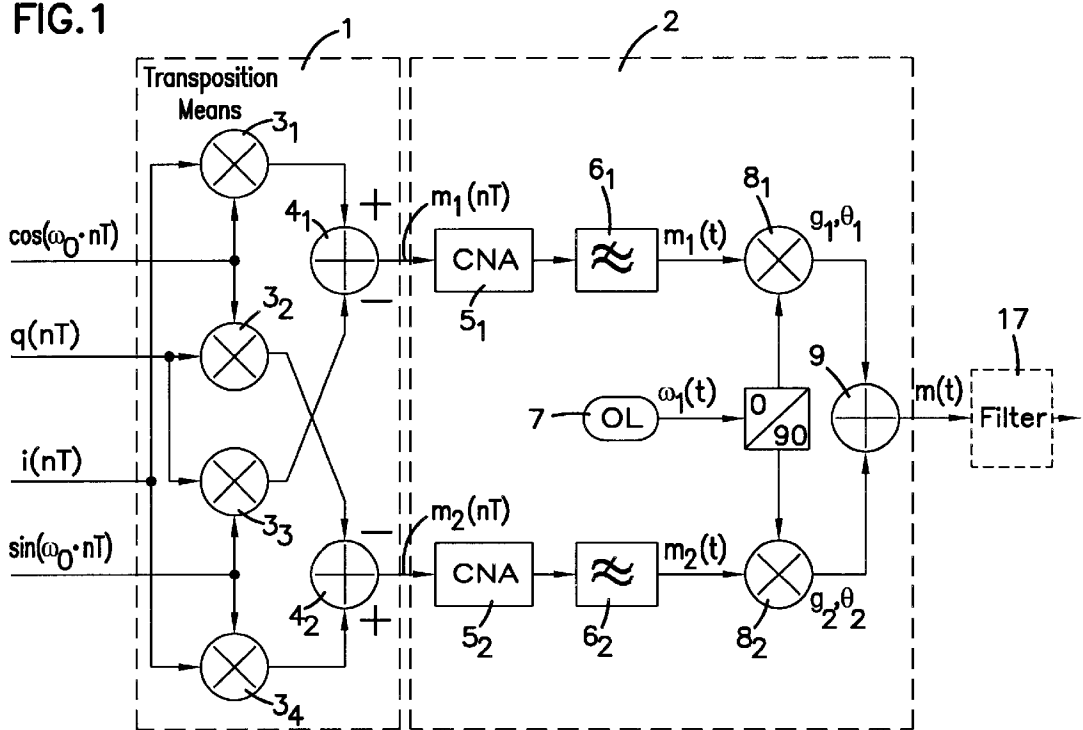 FIG.1
1
2
Transposition
Means
3₁
cos(ω₀·nT)
4₁
+
−
m₁(nT)
CNA
5₁
6₁
m₁(t)
8₁
g₁,θ₁
3₂
q(nT)
7
OL
ω₁(t)
0
90
9
m(t)
17
Filter
i(nT)
3₃
sin(ω₀·nT)
4₂
−
+
m₂(nT)
CNA
5₂
6₂
m₂(t)
8₂
g₂,θ₂
3₄